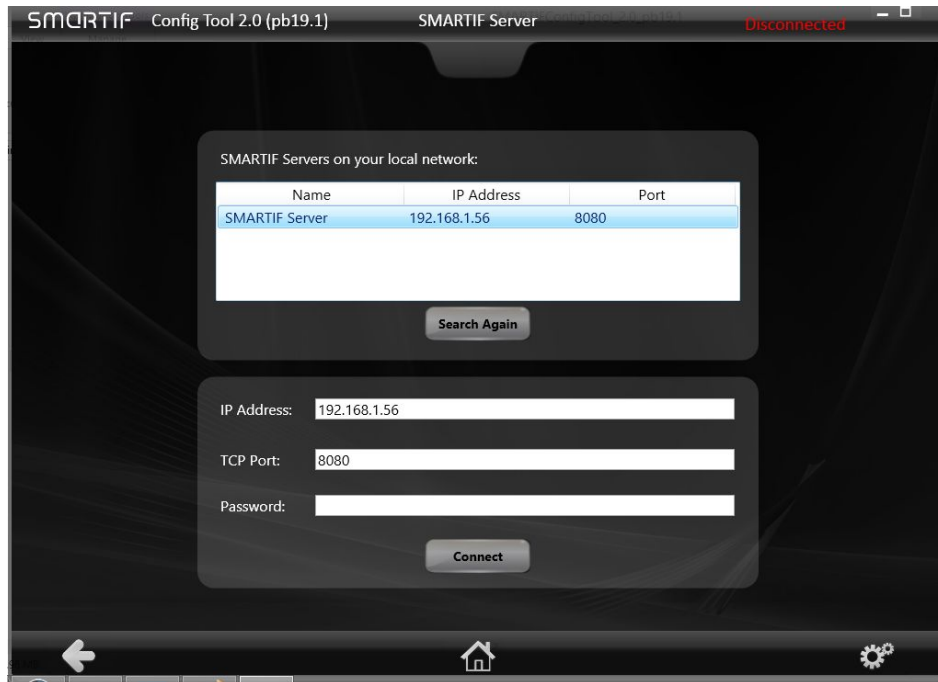 SMARTIF Config Tool 2.0 (pb19.1) SMARTIF Server Disconnected
SMARTIF Servers on your local network:
Name IP Address Port
SMARTIF Server 192.168.1.56 8080
Search Again
IP Address: 192.168.1.56
TCP Port: 8080
Password:
Connect